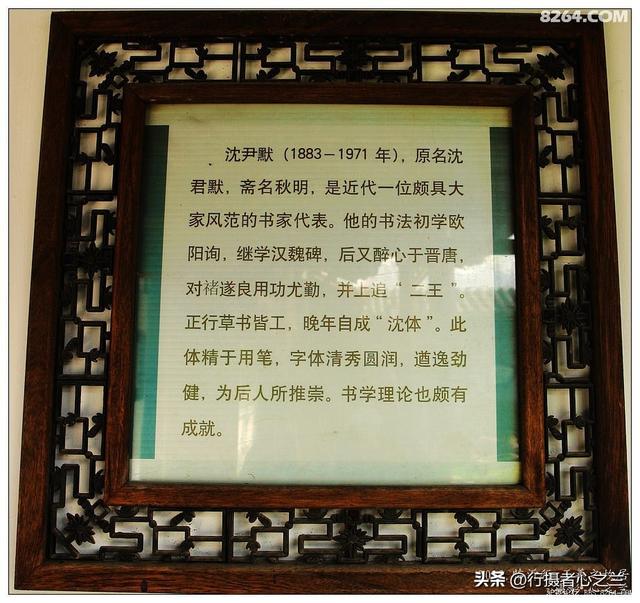 8264.COM
沈尹默（1883－1971 年），原名沈
君默，斋名秋明，是近代一位颇具大
家风范的书家代表。他的书法初学欧
阳询，继学汉魏碑，后又醉心于晋唐，
对褚遂良用功尤勤，并上追“二王”。
正行草书皆工，晚年自成“沈体”。此
体精于用笔，字体清秀圆润，遒逸劲
健，为后人所推崇。书学理论也颇有
成就。
头条 @行摄者心之兰